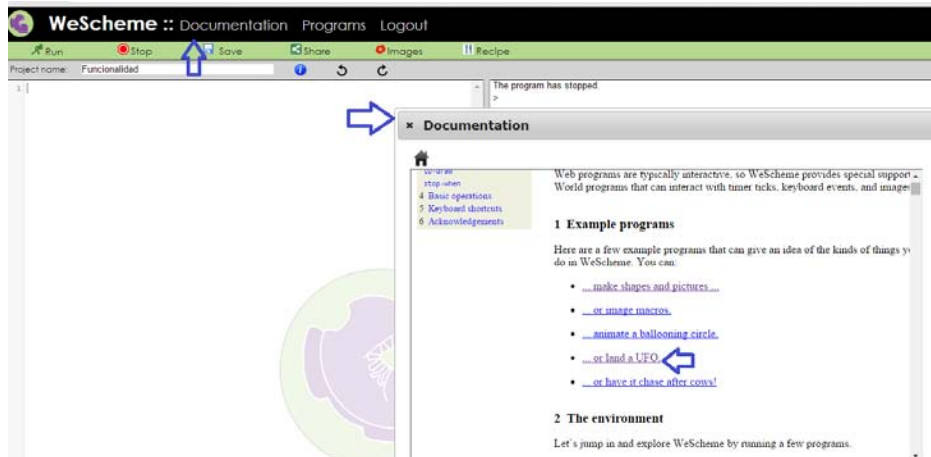 WeScheme :: Documentation Programs Logout
Run Stop Save Share Images Recipe
Project name: Funcionalidad
1
The program has stopped.
>
× Documentation
stop-when
4 Basic operations
5 Keyboard shortcuts
6 Acknowledgements
Web programs are typically interactive, so WeScheme provides special support
World programs that can interact with timer ticks, keyboard events, and images
1 Example programs
Here are a few example programs that can give an idea of the kinds of things y
do in WeScheme. You can:
• ... make shapes and pictures ...
• ... or image macros.
• ... animate a ballooning circle.
• ... or land a UFO.
• ... or have it chase after cows!
2 The environment
Let's jump in and explore WeScheme by running a few programs.